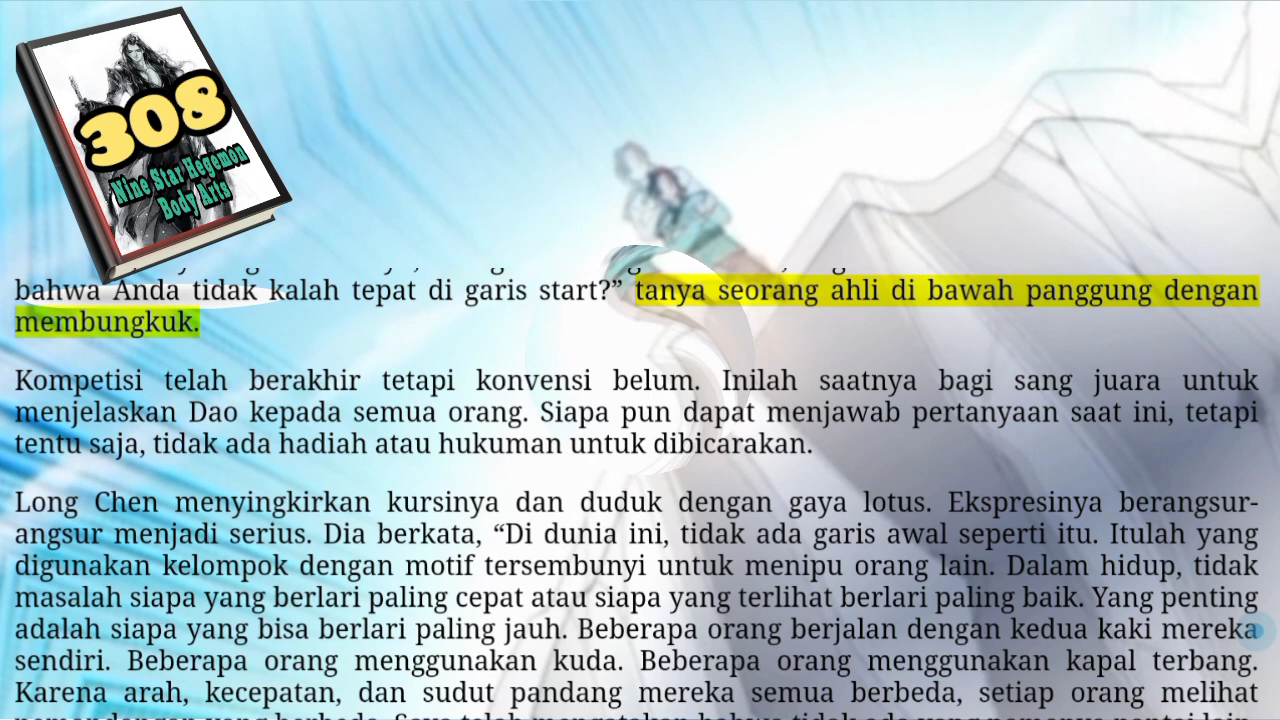 308
Nine Star Hegemon
Body Arts
bahwa Anda tidak kalah tepat di garis start?” tanya seorang ahli di bawah panggung dengan
membungkuk.
Kompetisi telah berakhir tetapi konvensi belum. Inilah saatnya bagi sang juara untuk
menjelaskan Dao kepada semua orang. Siapa pun dapat menjawab pertanyaan saat ini, tetapi
tentu saja, tidak ada hadiah atau hukuman untuk dibicarakan.
Long Chen menyingkirkan kursinya dan duduk dengan gaya lotus. Ekspresinya berangsur-
angsur menjadi serius. Dia berkata, “Di dunia ini, tidak ada garis awal seperti itu. Itulah yang
digunakan kelompok dengan motif tersembunyi untuk menipu orang lain. Dalam hidup, tidak
masalah siapa yang berlari paling cepat atau siapa yang terlihat berlari paling baik. Yang penting
adalah siapa yang bisa berlari paling jauh. Beberapa orang berjalan dengan kedua kaki mereka
sendiri. Beberapa orang menggunakan kuda. Beberapa orang menggunakan kapal terbang.
Karena arah, kecepatan, dan sudut pandang mereka semua berbeda, setiap orang melihat